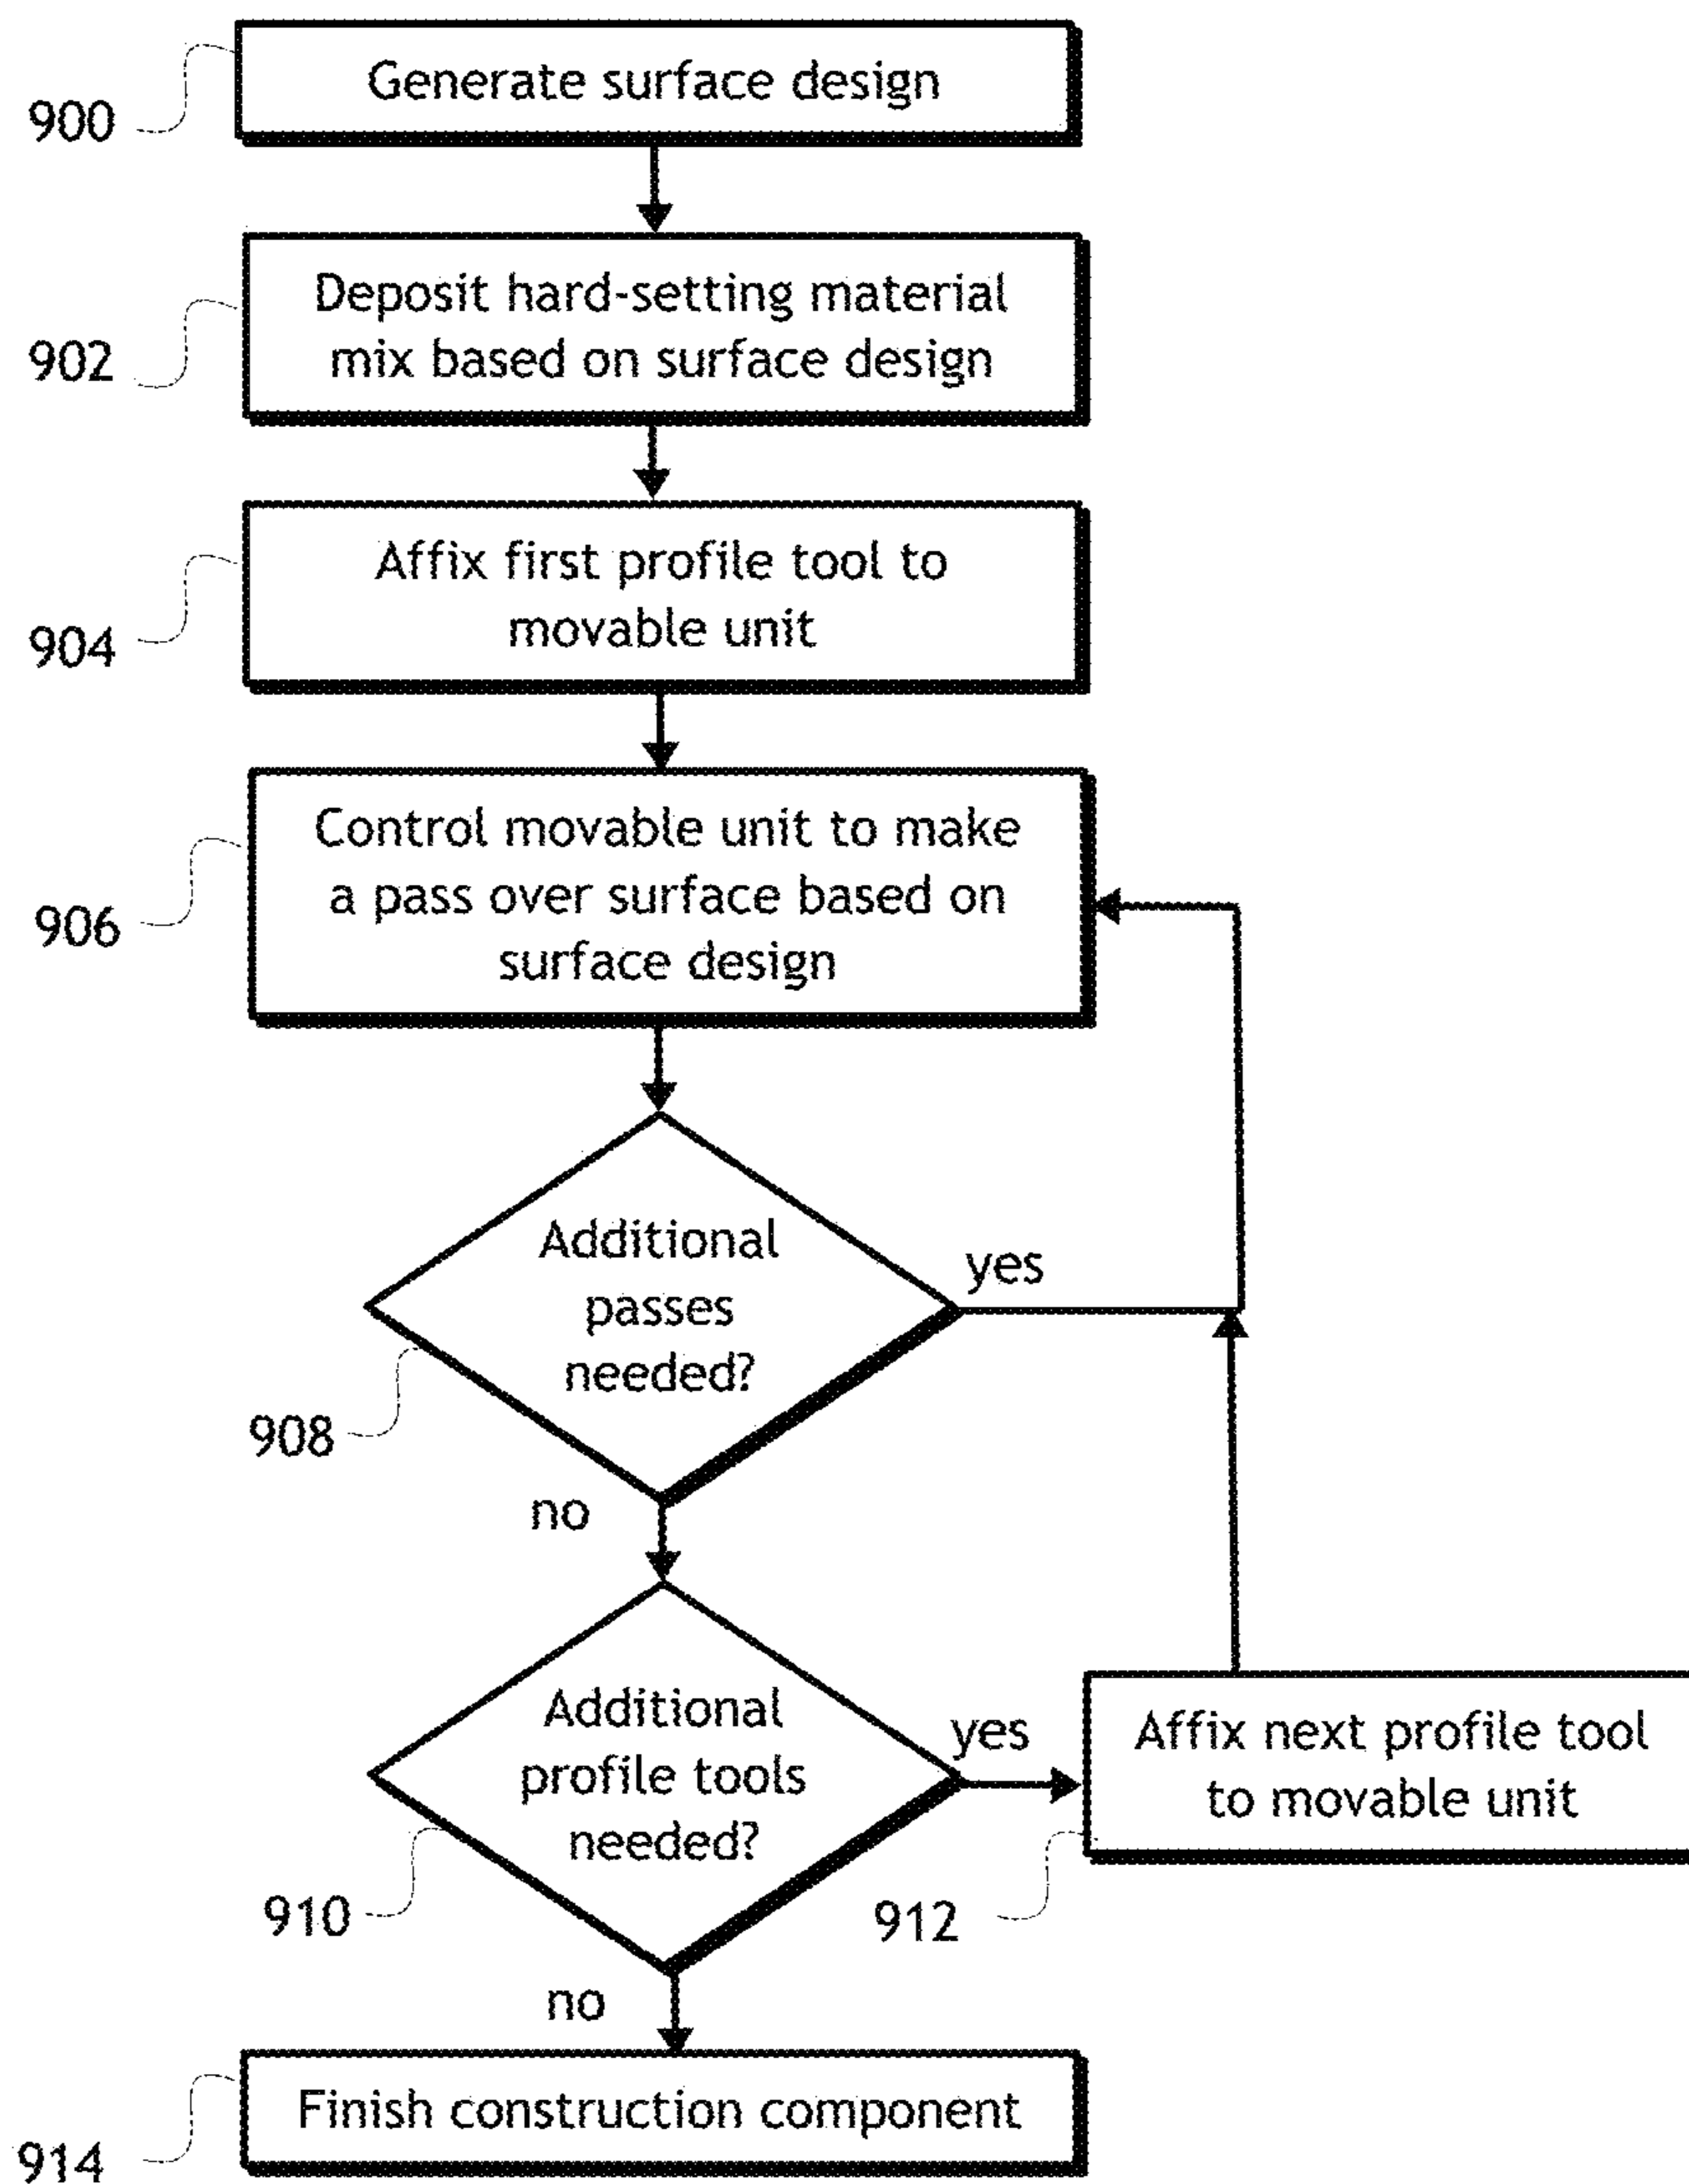 Generate surface design
900
Deposit hard-setting material
mix based on surface design
902
Affix first profile tool to
movable unit
904
Control movable unit to make
a pass over surface based on
surface design
906
Additional
passes
needed?
yes
908
no
Additional
profile tools
needed?
yes
Affix next profile tool
to movable unit
910
912
no
Finish construction component
914